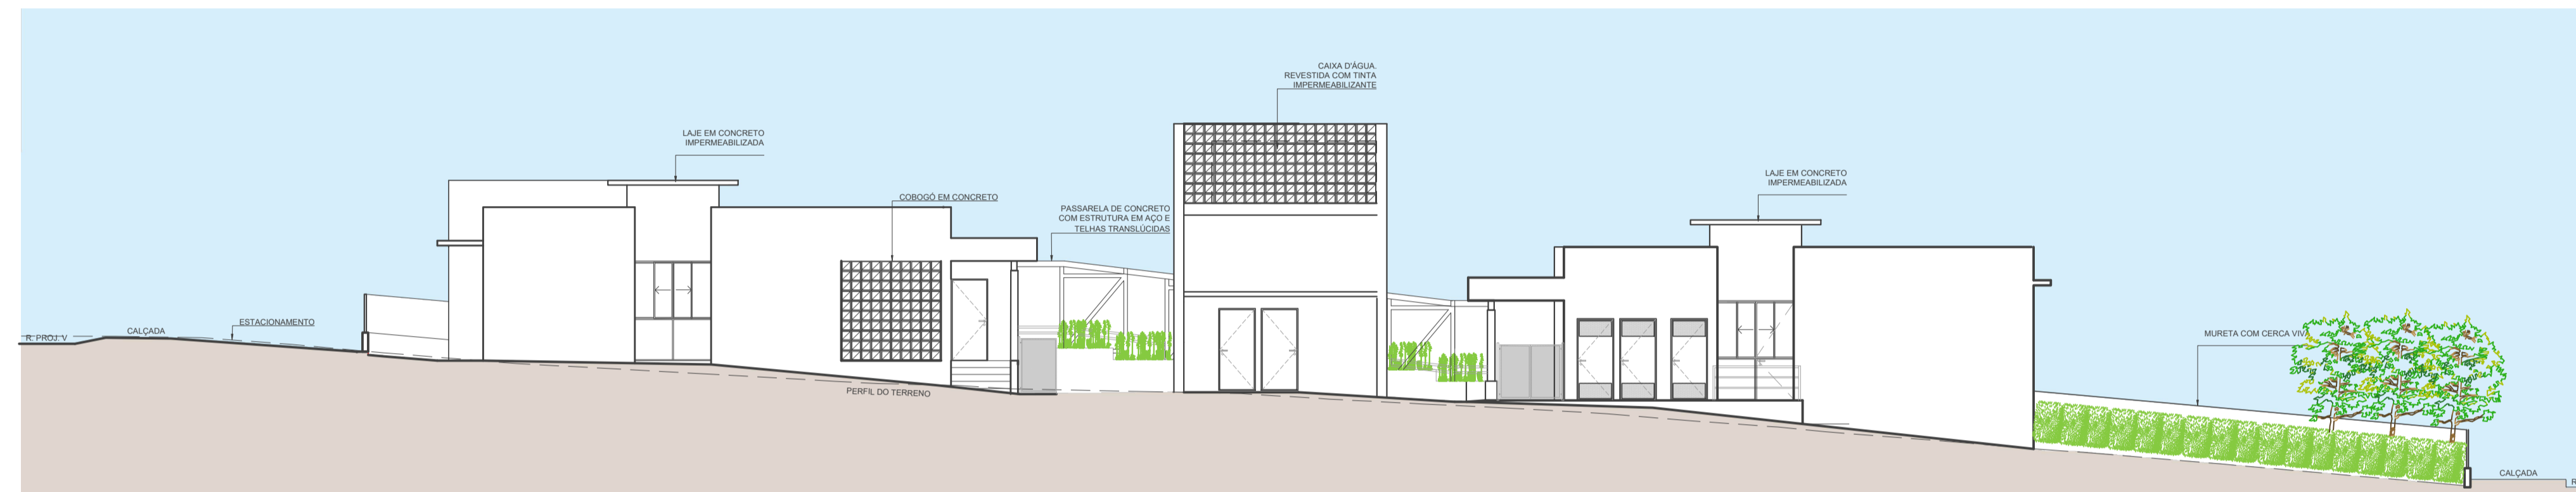 CAIXA D'ÁGUA.
REVESTIDA COM TINTA
IMPERMEABILIZANTE
LAJE EM CONCRETO
IMPERMEABILIZADA
LAJE EM CONCRETO
IMPERMEABILIZADA
COBOGÓ EM CONCRETO
PASSARELA DE CONCRETO
COM ESTRUTURA EM AÇO E
TELHAS TRANSLÚCIDAS
ESTACIONAMENTO
CALÇADA
R. PROJ. V
MURETA COM CERCA VIVA
PERFIL DO TERRENO
CALÇADA